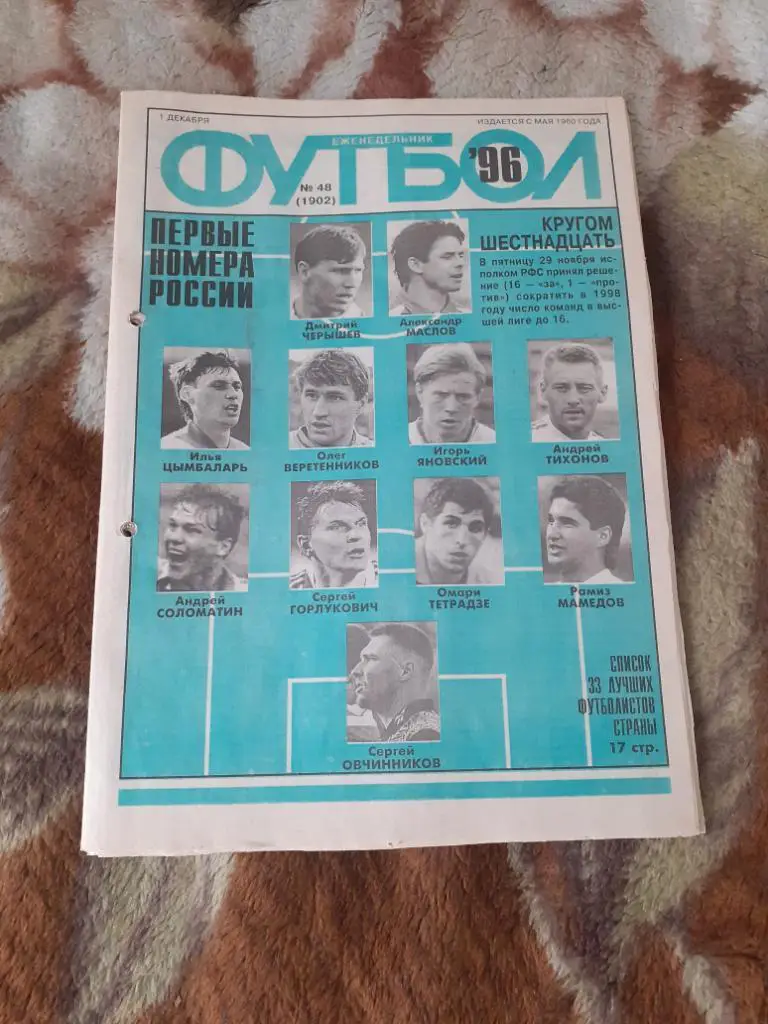 1 ДЕКАБРЯ
ИЗДАЕТСЯ С МАЯ 1960 ГОДА
ЕЖЕНЕДЕЛЬНИК
ФУТБОЛ
'96
№ 48
(1902)
ПЕРВЫЕ
НОМЕРА
РОССИИ
КРУГОМ
ШЕСТНАДЦАТЬ
В пятницу 29 ноября ис-
полком РФС принял реше-
ние (16 — «за», 1 — «про-
тив») сократить в 1998
году число команд в выс-
шей лиге до 16.
Дмитрий
ЧЕРЫШЕВ
Александр
МАСЛОВ
Илья
ЦЫМБАЛАРЬ
Олег
ВЕРЕТЕННИКОВ
Игорь
ЯНОВСКИЙ
Андрей
ТИХОНОВ
Андрей
СОЛОМАТИН
Сергей
ГОРЛУКОВИЧ
Омари
ТЕТРАДЗЕ
Рамиз
МАМЕДОВ
Сергей
ОВЧИННИКОВ
СПИСОК
33 ЛУЧШИХ
ФУТБОЛИСТОВ
СТРАНЫ
17 стр.